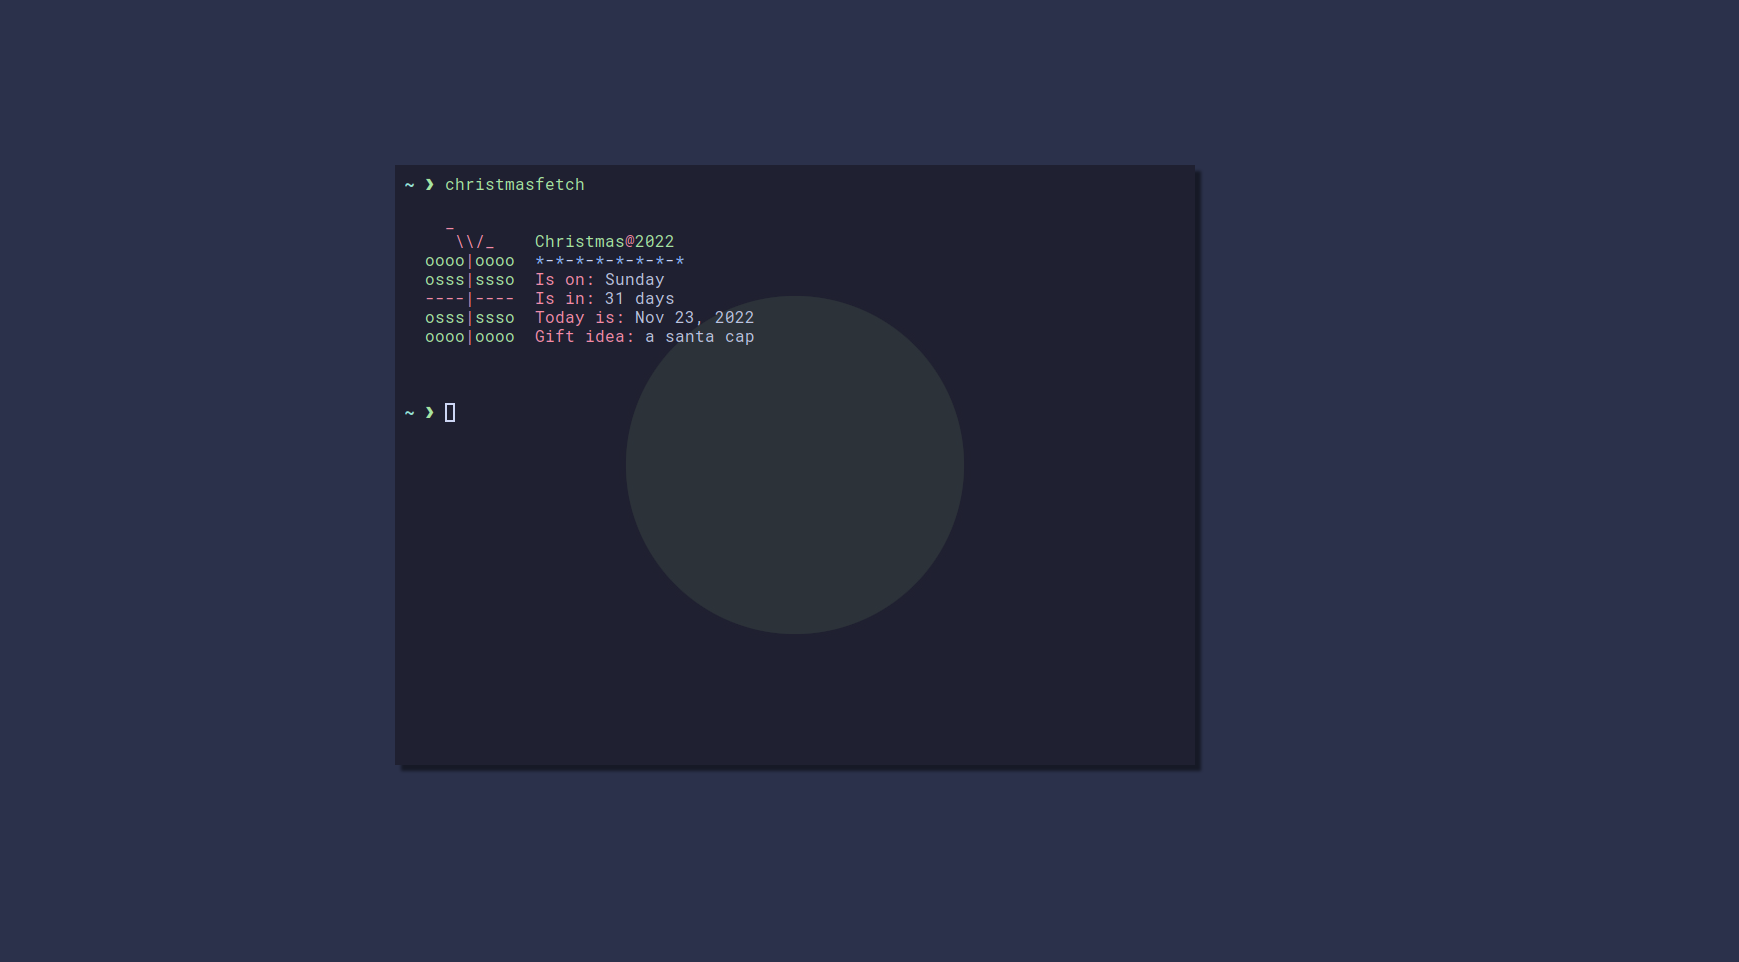 ~ ❯ christmasfetch
_
\\/_ Christmas@2022
oooo|oooo *-*-*-*-*-*-*-*
osss|ssso Is on: Sunday
----|---- Is in: 31 days
osss|ssso Today is: Nov 23, 2022
oooo|oooo Gift idea: a santa cap
~ ❯